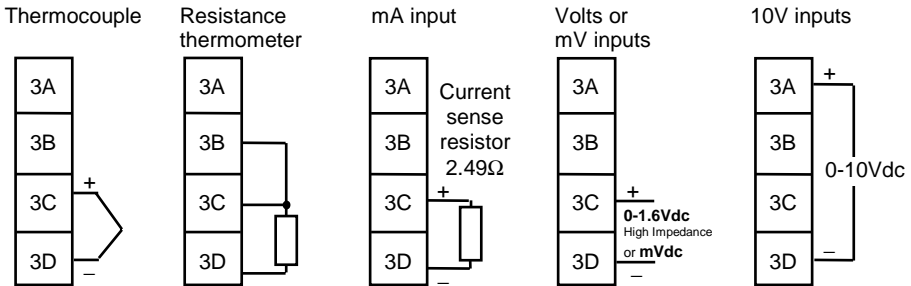 Thermocouple
3A
3B
3C
3D
+
–
Resistance
thermometer
3A
3B
3C
3D
mA input
3A
3B
3C
3D
Current
sense
resistor
2.49Ω
+
–
Volts or
mV inputs
3A
3B
3C
3D
+
0-1.6Vdc
High Impedance
or mVdc
–
10V inputs
3A
3B
3C
3D
+
0-10Vdc
–